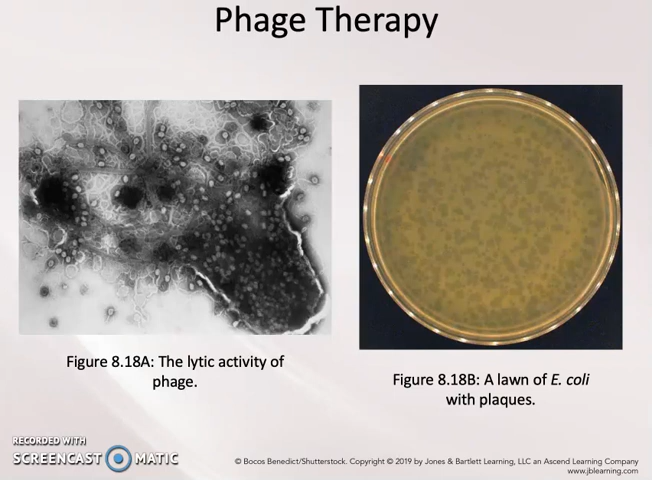 Phage Therapy
Figure 8.18A: The lytic activity of
phage.
Figure 8.18B: A lawn of E. coli
with plaques.
RECORDED WITH
SCREENCAST MATIC
© Bocos Benedict/Shutterstock. Copyright © 2019 by Jones & Bartlett Learning, LLC an Ascend Learning Company
www.jblearning.com